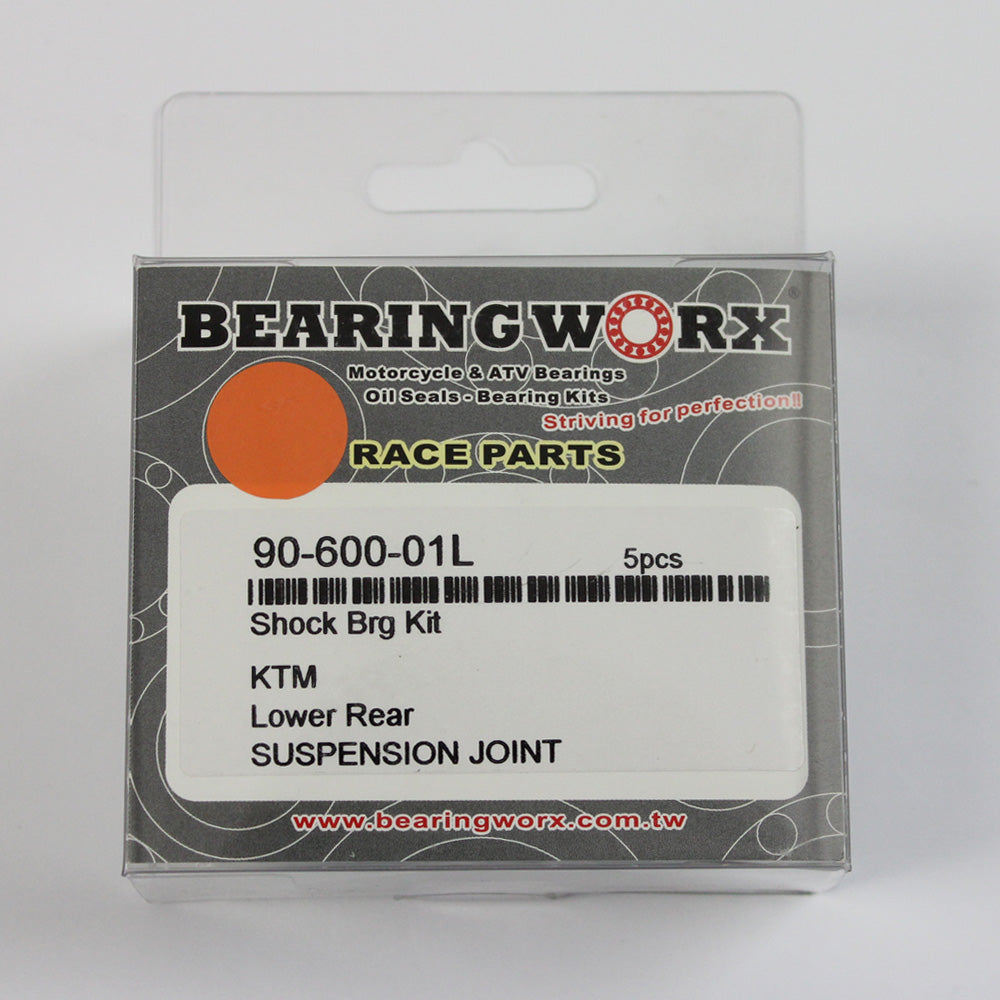 BEARINGWORX®
Motorcycle & ATV Bearings
Oil Seals - Bearing Kits
Striving for perfection!!
RACE PARTS
90-600-01L 5pcs
Shock Brg Kit
KTM
Lower Rear
SUSPENSION JOINT
www.bearingworx.com.tw